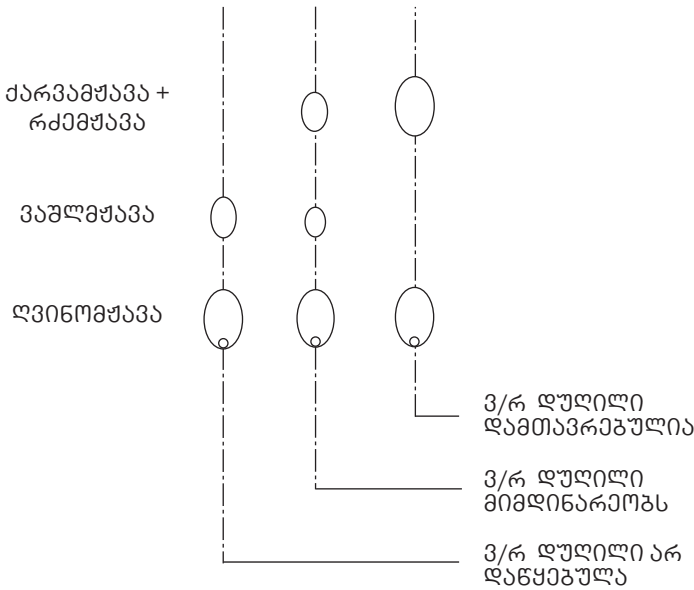 ქარვამჟავა +
რძემჟავა
ვაშლმჟავა
ღვინომჟავა
ვ/რ დუღილი
დამთავრებულია
ვ/რ დუღილი
მიმდინარეობს
ვ/რ დუღილი არ
დაწყებულა